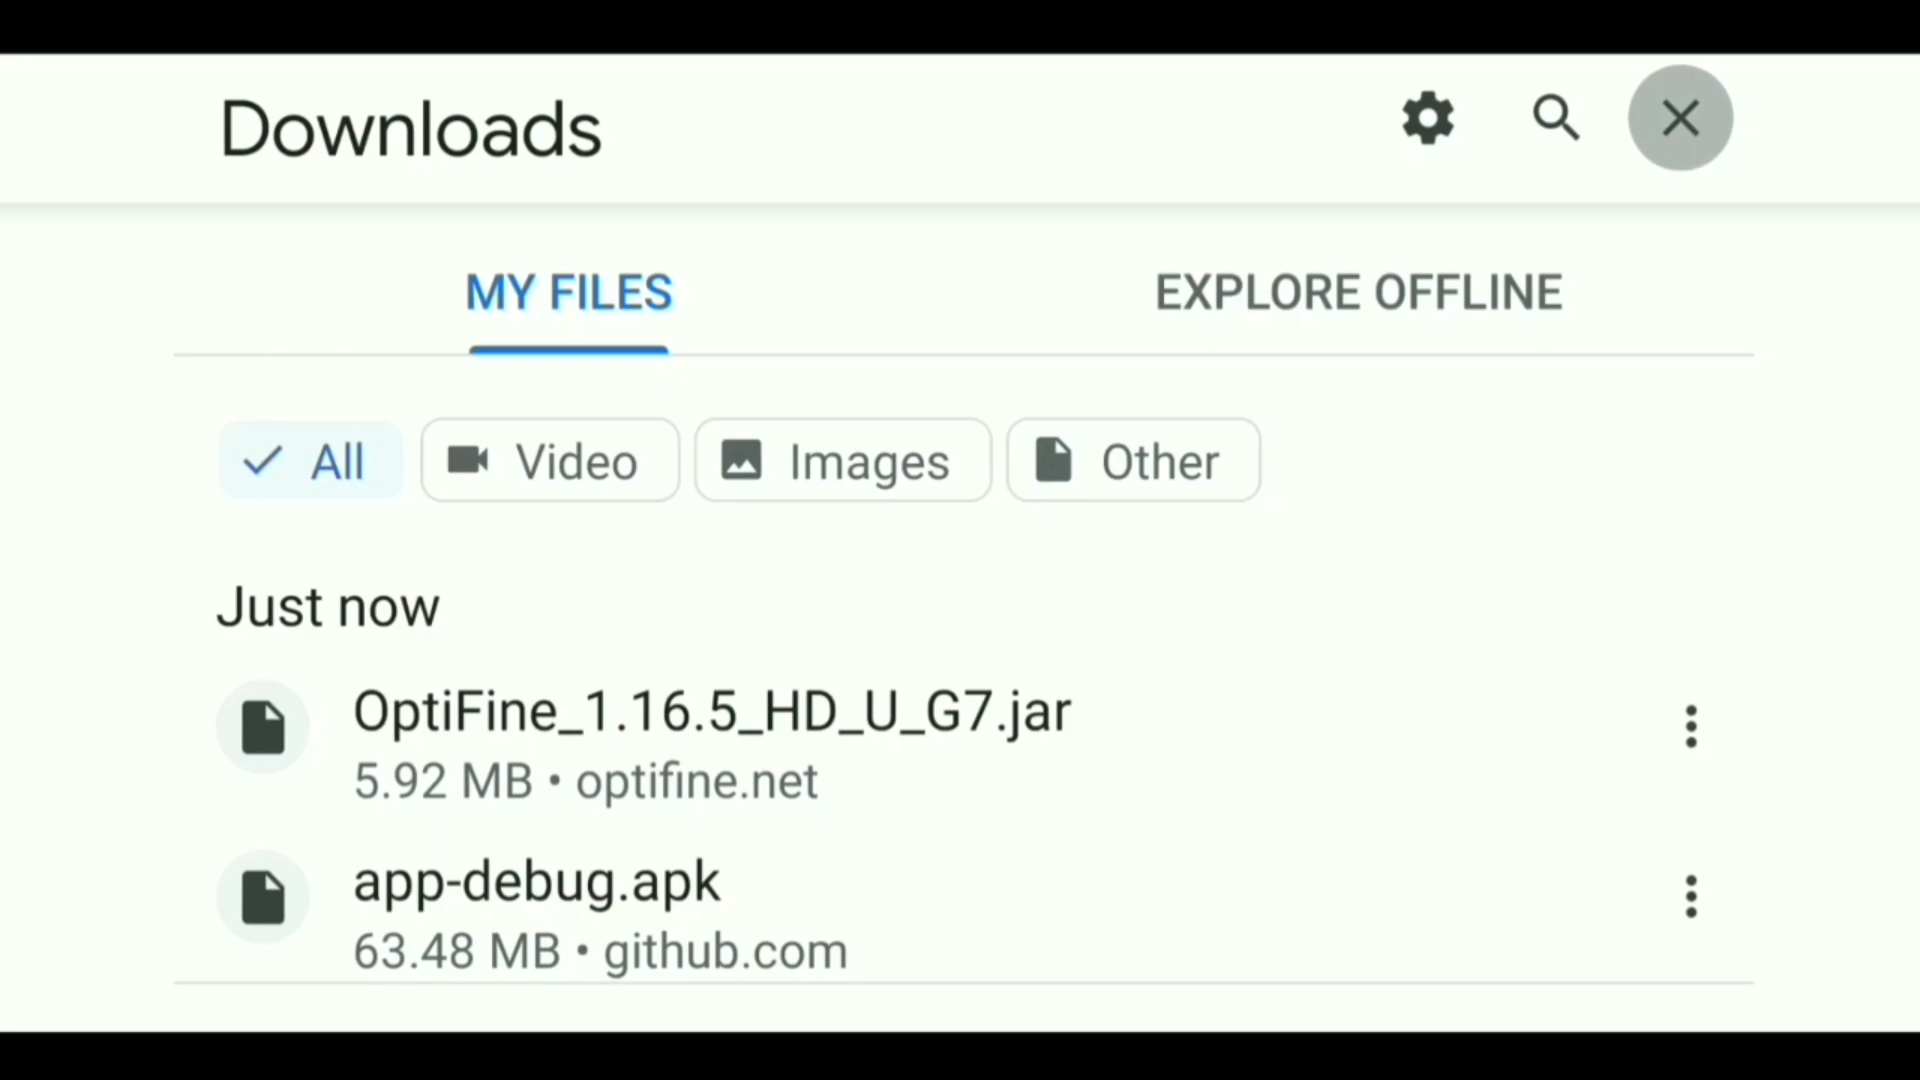 Downloads
MY FILES
EXPLORE OFFLINE
All
Video
Images
Other
Just now
OptiFine_1.16.5_HD_U_G7.jar
5.92 MB • optifine.net
app-debug.apk
63.48 MB • github.com